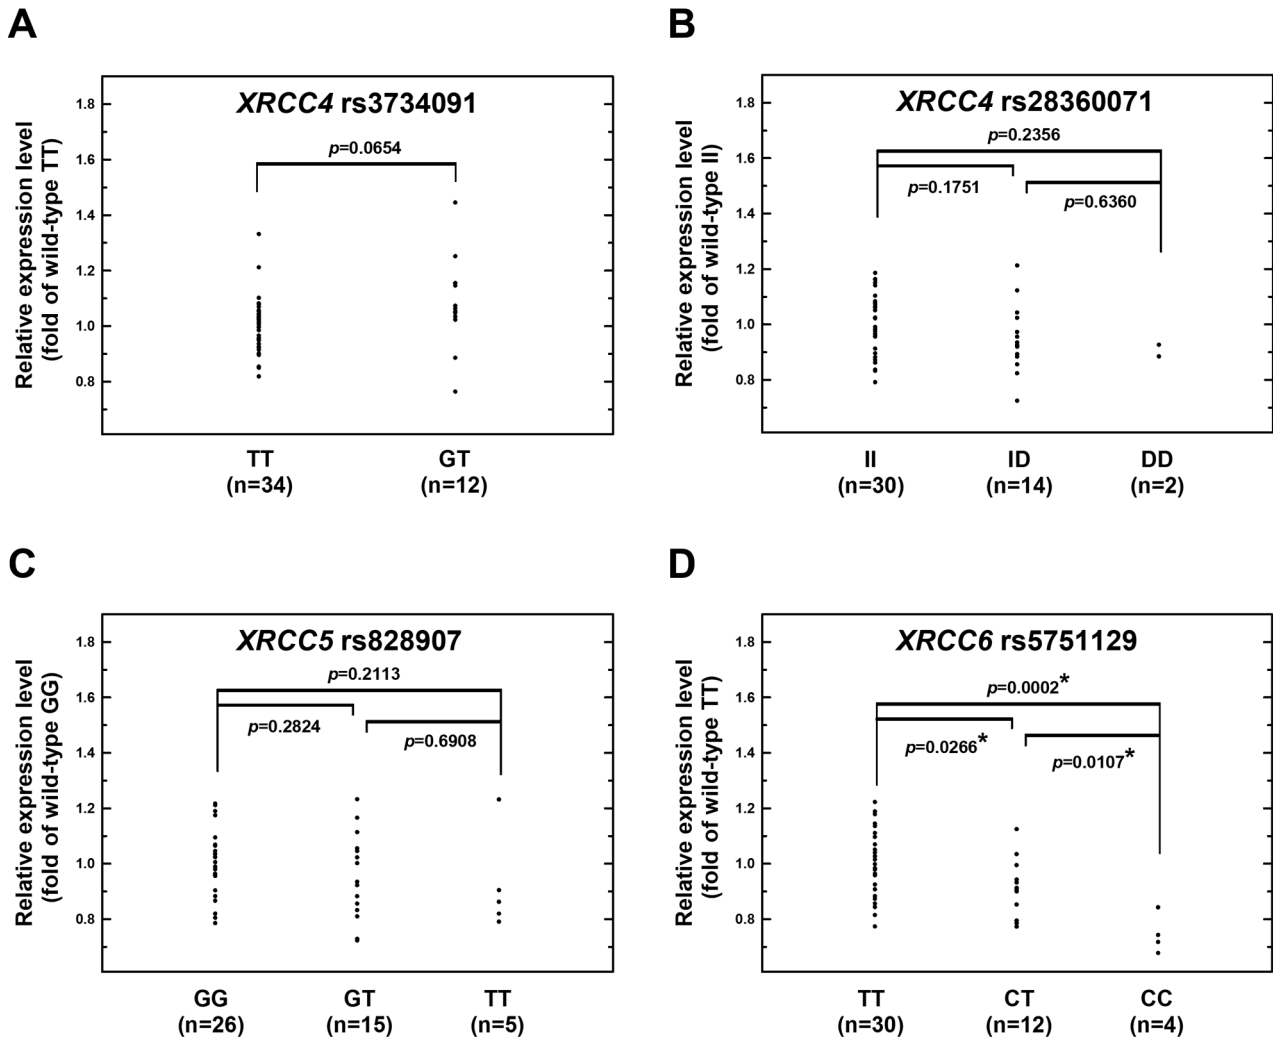 A
XRCC4 rs3734091
p=0.0654
Relative expression level
(fold of wild-type TT)
1.8
1.6
1.4
1.2
1.0
0.8
TT
GT
(n=34)
(n=12)
B
XRCC4 rs28360071
p=0.2356
p=0.1751
p=0.6360
Relative expression level
(fold of wild-type II)
1.8
1.6
1.4
1.2
1.0
0.8
II
ID
DD
(n=30)
(n=14)
(n=2)
C
XRCC5 rs828907
p=0.2113
p=0.2824
p=0.6908
Relative expression level
(fold of wild-type GG)
1.8
1.6
1.4
1.2
1.0
0.8
GG
GT
TT
(n=26)
(n=15)
(n=5)
D
XRCC6 rs5751129
p=0.0002*
p=0.0266*
p=0.0107*
Relative expression level
(fold of wild-type TT)
1.8
1.6
1.4
1.2
1.0
0.8
TT
CT
CC
(n=30)
(n=12)
(n=4)